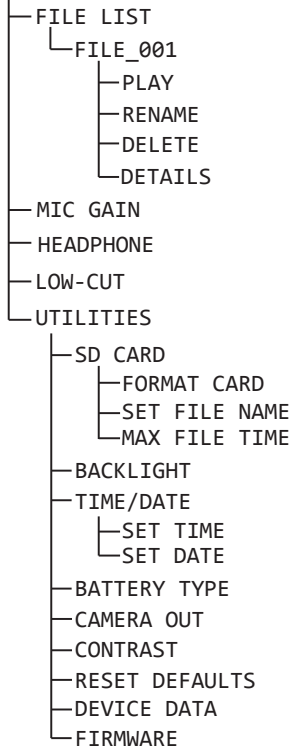 FILE LIST
FILE_001
PLAY
RENAME
DELETE
DETAILS
MIC GAIN
HEADPHONE
LOW-CUT
UTILITIES
SD CARD
FORMAT CARD
SET FILE NAME
MAX FILE TIME
BACKLIGHT
TIME/DATE
SET TIME
SET DATE
BATTERY TYPE
CAMERA OUT
CONTRAST
RESET DEFAULTS
DEVICE DATA
FIRMWARE